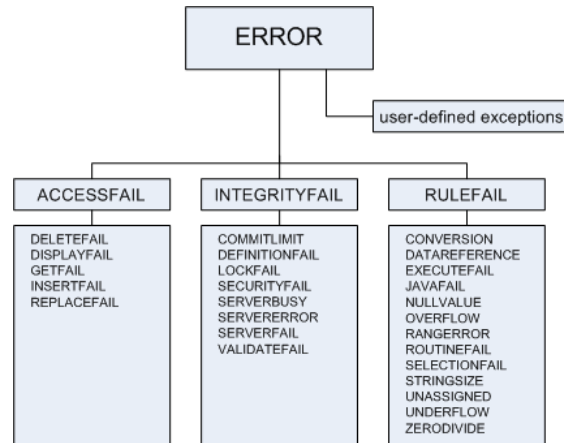 ERROR
user-defined exceptions
ACCESSFAIL
INTEGRITYFAIL
RULEFAIL
DELETEFAIL
DISPLAYFAIL
GETFAIL
INSERTFAIL
REPLACEFAIL
COMMITLIMIT
DEFINITIONFAIL
LOCKFAIL
SECURITYFAIL
SERVERBUSY
SERVERERROR
SERVERFAIL
VALIDATEFAIL
CONVERSION
DATAREFERENCE
EXECUTEFAIL
JAVAFAIL
NULLVALUE
OVERFLOW
RANGERROR
ROUTINEFAIL
SELECTIONFAIL
STRINGSIZE
UNASSIGNED
UNDERFLOW
ZERODIVIDE